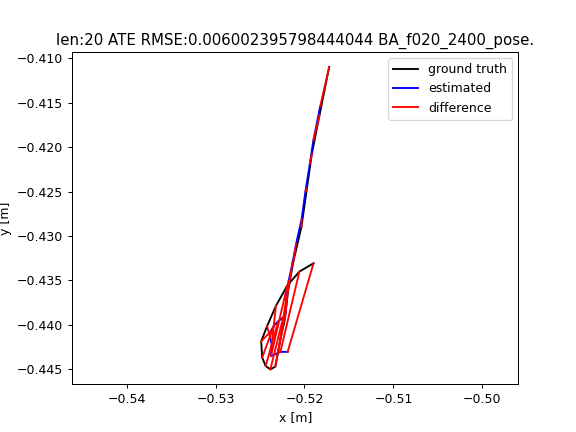 len:20 ATE RMSE:0.006002395798444044 BA_f020_2400_pose.
ground truth
estimated
difference
y [m]
−0.410
−0.415
−0.420
−0.425
−0.430
−0.435
−0.440
−0.445
−0.54
−0.53
−0.52
−0.51
−0.50
x [m]